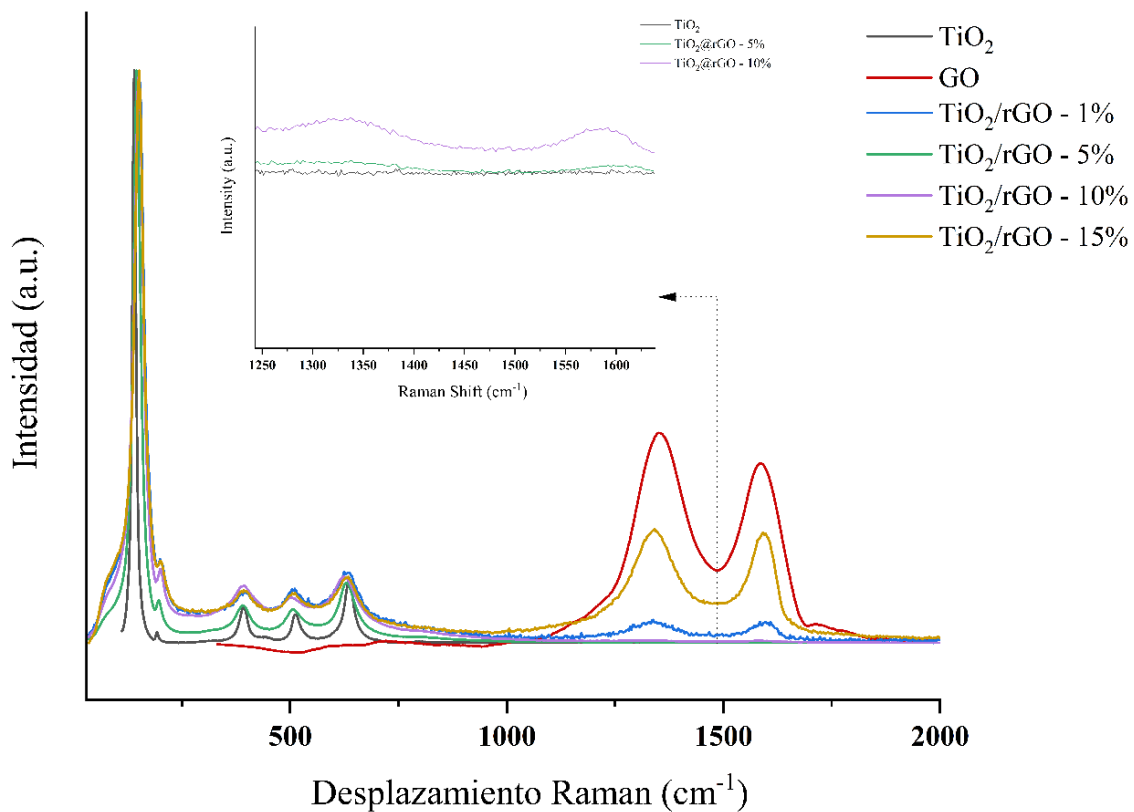 TiO₂
GO
TiO₂/rGO - 1%
TiO₂/rGO - 5%
TiO₂/rGO - 10%
TiO₂/rGO - 15%
TiO₂
TiO₂@rGO - 5%
TiO₂@rGO - 10%
Intensity (a.u.)
1250 1300 1350 1400 1450 1500 1550 1600
Raman Shift (cm⁻¹)
Intensidad (a.u.)
500 1000 1500 2000
Desplazamiento Raman (cm⁻¹)